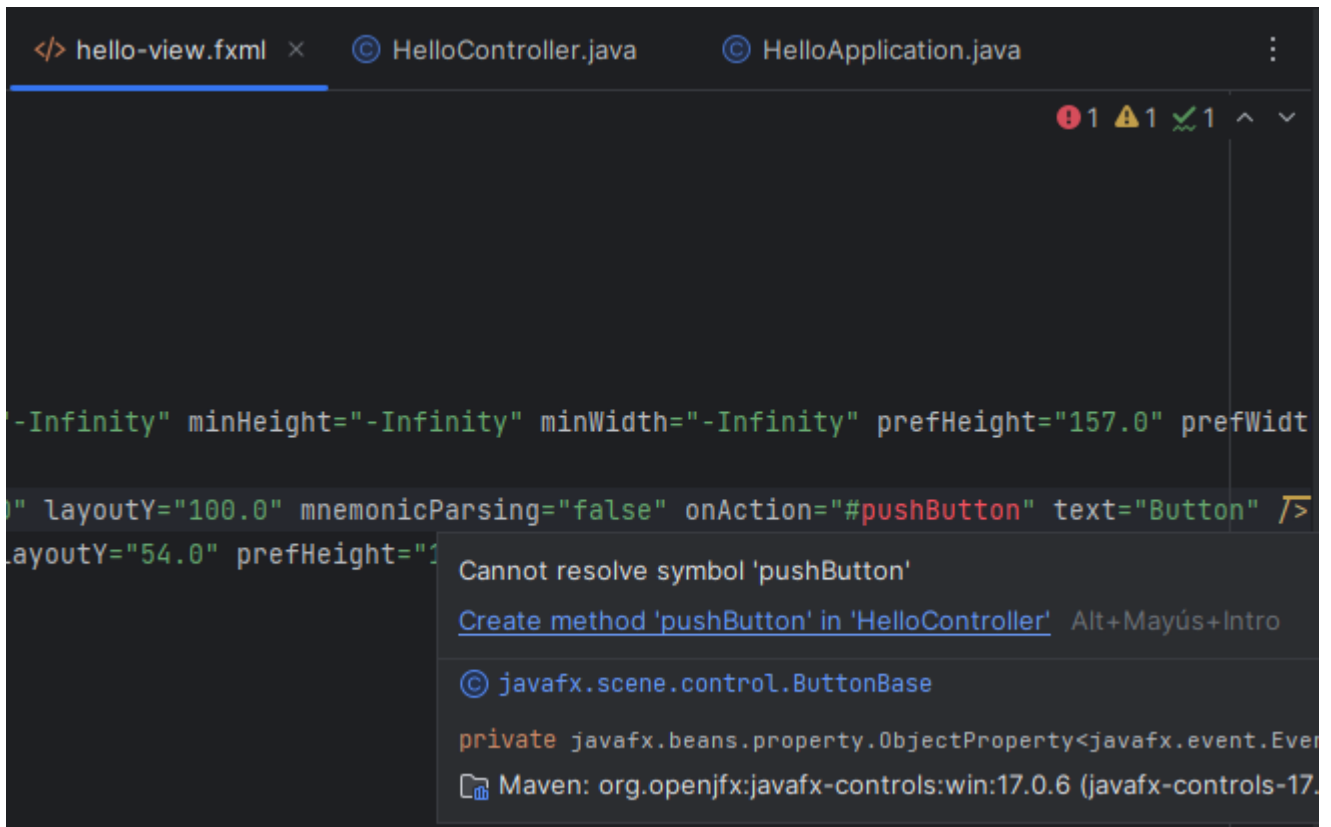 </> hello-view.fxml × © HelloController.java © HelloApplication.java
1 1 1
"-Infinity" minHeight="-Infinity" minWidth="-Infinity" prefHeight="157.0" prefWidt
0" layoutY="100.0" mnemonicParsing="false" onAction="#pushButton" text="Button" />
layoutY="54.0" prefHeight="1
Cannot resolve symbol 'pushButton'
Create method 'pushButton' in 'HelloController' Alt+Mayús+Intro
© javafx.scene.control.ButtonBase
private javafx.beans.property.ObjectProperty<javafx.event.Even
Maven: org.openjfx:javafx-controls:win:17.0.6 (javafx-controls-17.